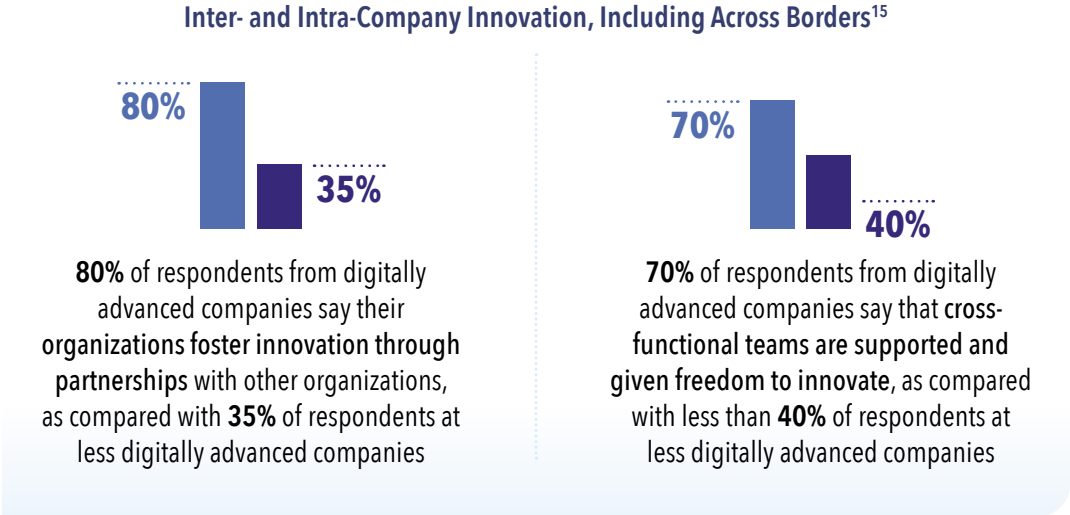 Inter- and Intra-Company Innovation, Including Across Borders¹⁵
80%
35%
80% of respondents from digitally
advanced companies say their
organizations foster innovation through
partnerships with other organizations,
as compared with 35% of respondents at
less digitally advanced companies
70%
40%
70% of respondents from digitally
advanced companies say that cross-
functional teams are supported and
given freedom to innovate, as compared
with less than 40% of respondents at
less digitally advanced companies